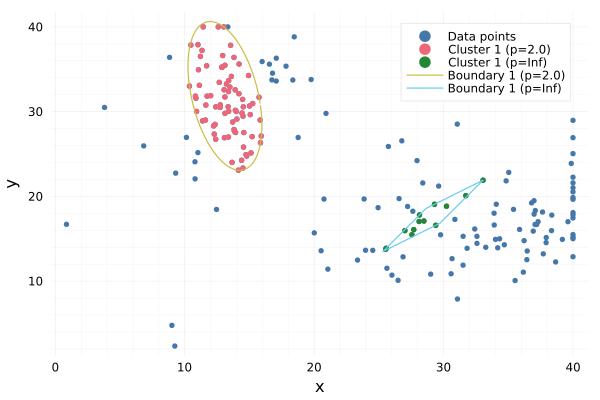 40
30
20
10
y
0
10
20
30
40
x
Data points
Cluster 1 (p=2.0)
Cluster 1 (p=Inf)
Boundary 1 (p=2.0)
Boundary 1 (p=Inf)